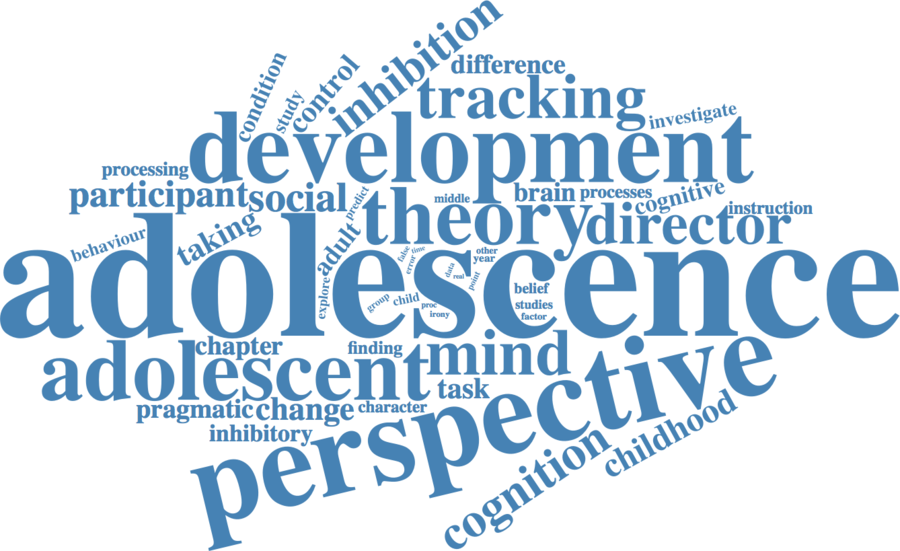 inhibition
difference
condition
control
study
tracking
investigate
development
processing
participant
social
predict
middle
brain
processes
cognitive
theory
director
instruction
behaviour
taking
adult
adolescence
false
error
time
other
year
data
real
point
explore
group
child
proc
irony
belief
studies
factor
chapter
finding
mind
adolescent
perspective
task
pragmatic
change
character
inhibitory
childhood
cognition